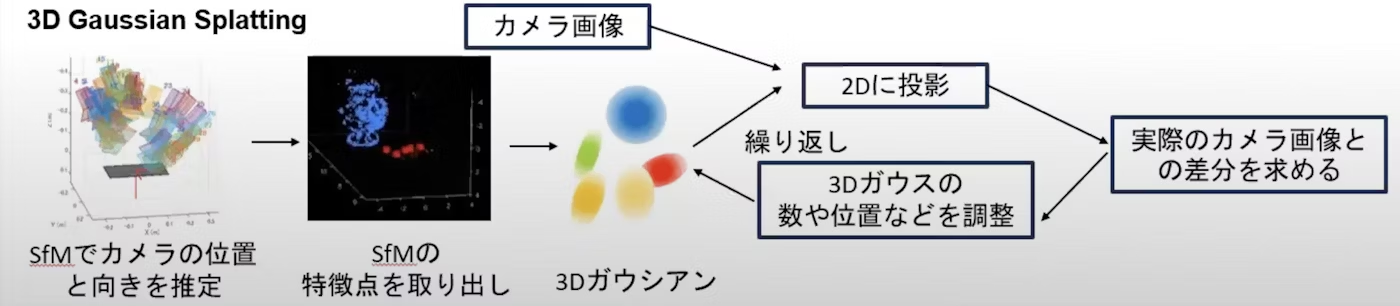 3D Gaussian Splatting
カメラ画像
2Dに投影
実際のカメラ画像と
の差分を求める
繰り返し
3Dガウスの
数や位置などを調整
SfMでカメラの位置
と向きを推定
SfMの
特徴点を取り出し
3Dガウシアン